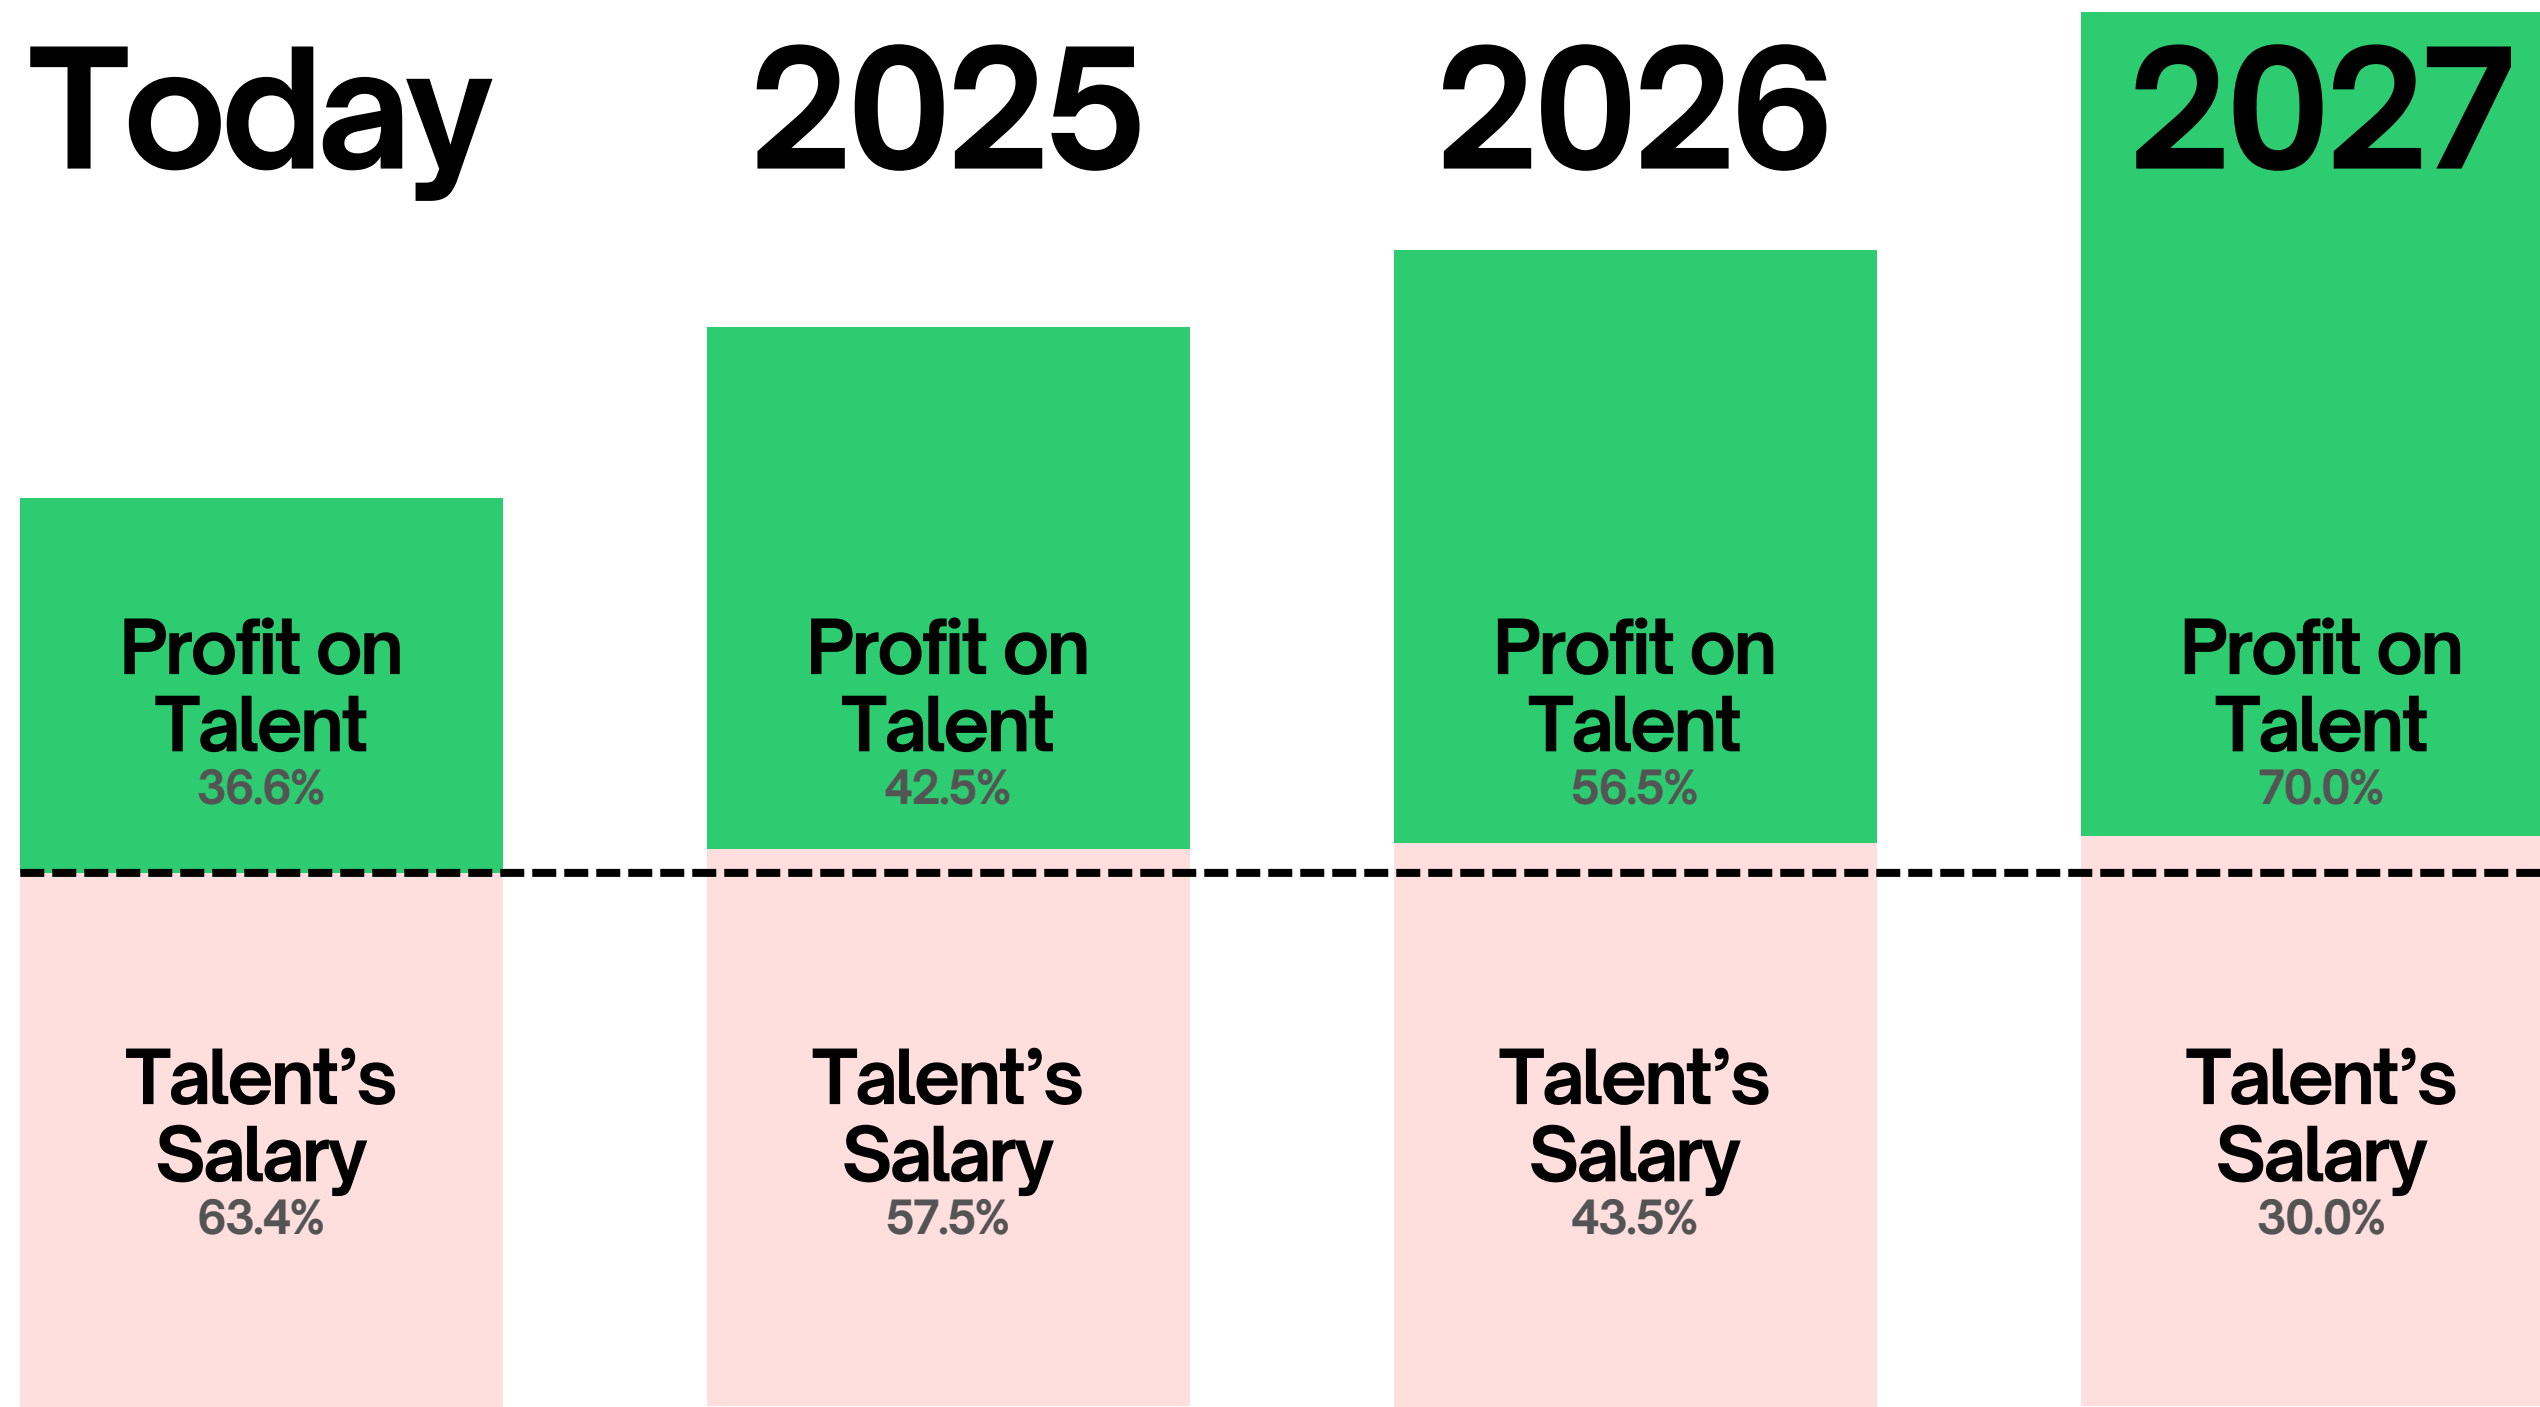 Today
2025
2026
2027
Profit on
Talent
36.6%
Profit on
Talent
42.5%
Profit on
Talent
56.5%
Profit on
Talent
70.0%
Talent’s
Salary
63.4%
Talent’s
Salary
57.5%
Talent’s
Salary
43.5%
Talent’s
Salary
30.0%